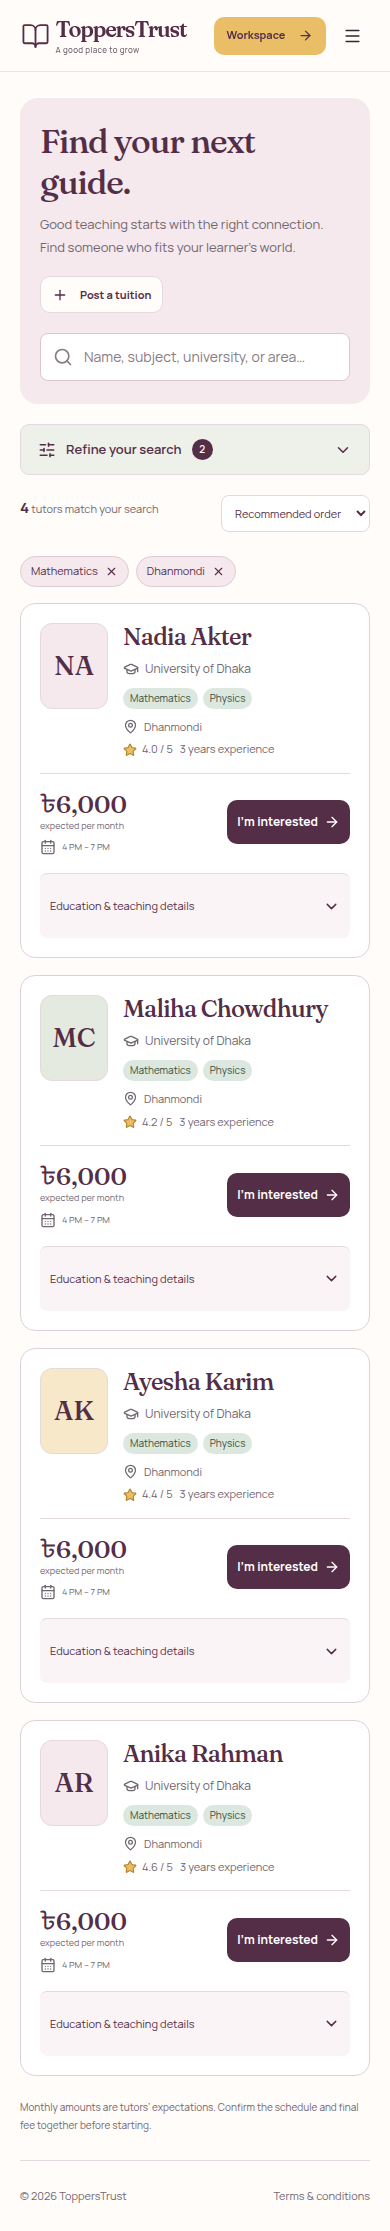 ToppersTrust
A good place to grow
Workspace
Find your next
guide.
Good teaching starts with the right connection.
Find someone who fits your learner's world.
Post a tuition
Name, subject, university, or area...
Refine your search 2
4 tutors match your search
Recommended order
Mathematics
Dhanmondi
NA
Nadia Akter
University of Dhaka
Mathematics Physics
Dhanmondi
4.0 / 5 3 years experience
৳6,000
expected per month
4 PM – 7 PM
I'm interested
Education & teaching details
MC
Maliha Chowdhury
University of Dhaka
Mathematics Physics
Dhanmondi
4.2 / 5 3 years experience
৳6,000
expected per month
4 PM – 7 PM
I'm interested
Education & teaching details
AK
Ayesha Karim
University of Dhaka
Mathematics Physics
Dhanmondi
4.4 / 5 3 years experience
৳6,000
expected per month
4 PM – 7 PM
I'm interested
Education & teaching details
AR
Anika Rahman
University of Dhaka
Mathematics Physics
Dhanmondi
4.6 / 5 3 years experience
৳6,000
expected per month
4 PM – 7 PM
I'm interested
Education & teaching details
Monthly amounts are tutors' expectations. Confirm the schedule and final
fee together before starting.
© 2026 ToppersTrust
Terms & conditions